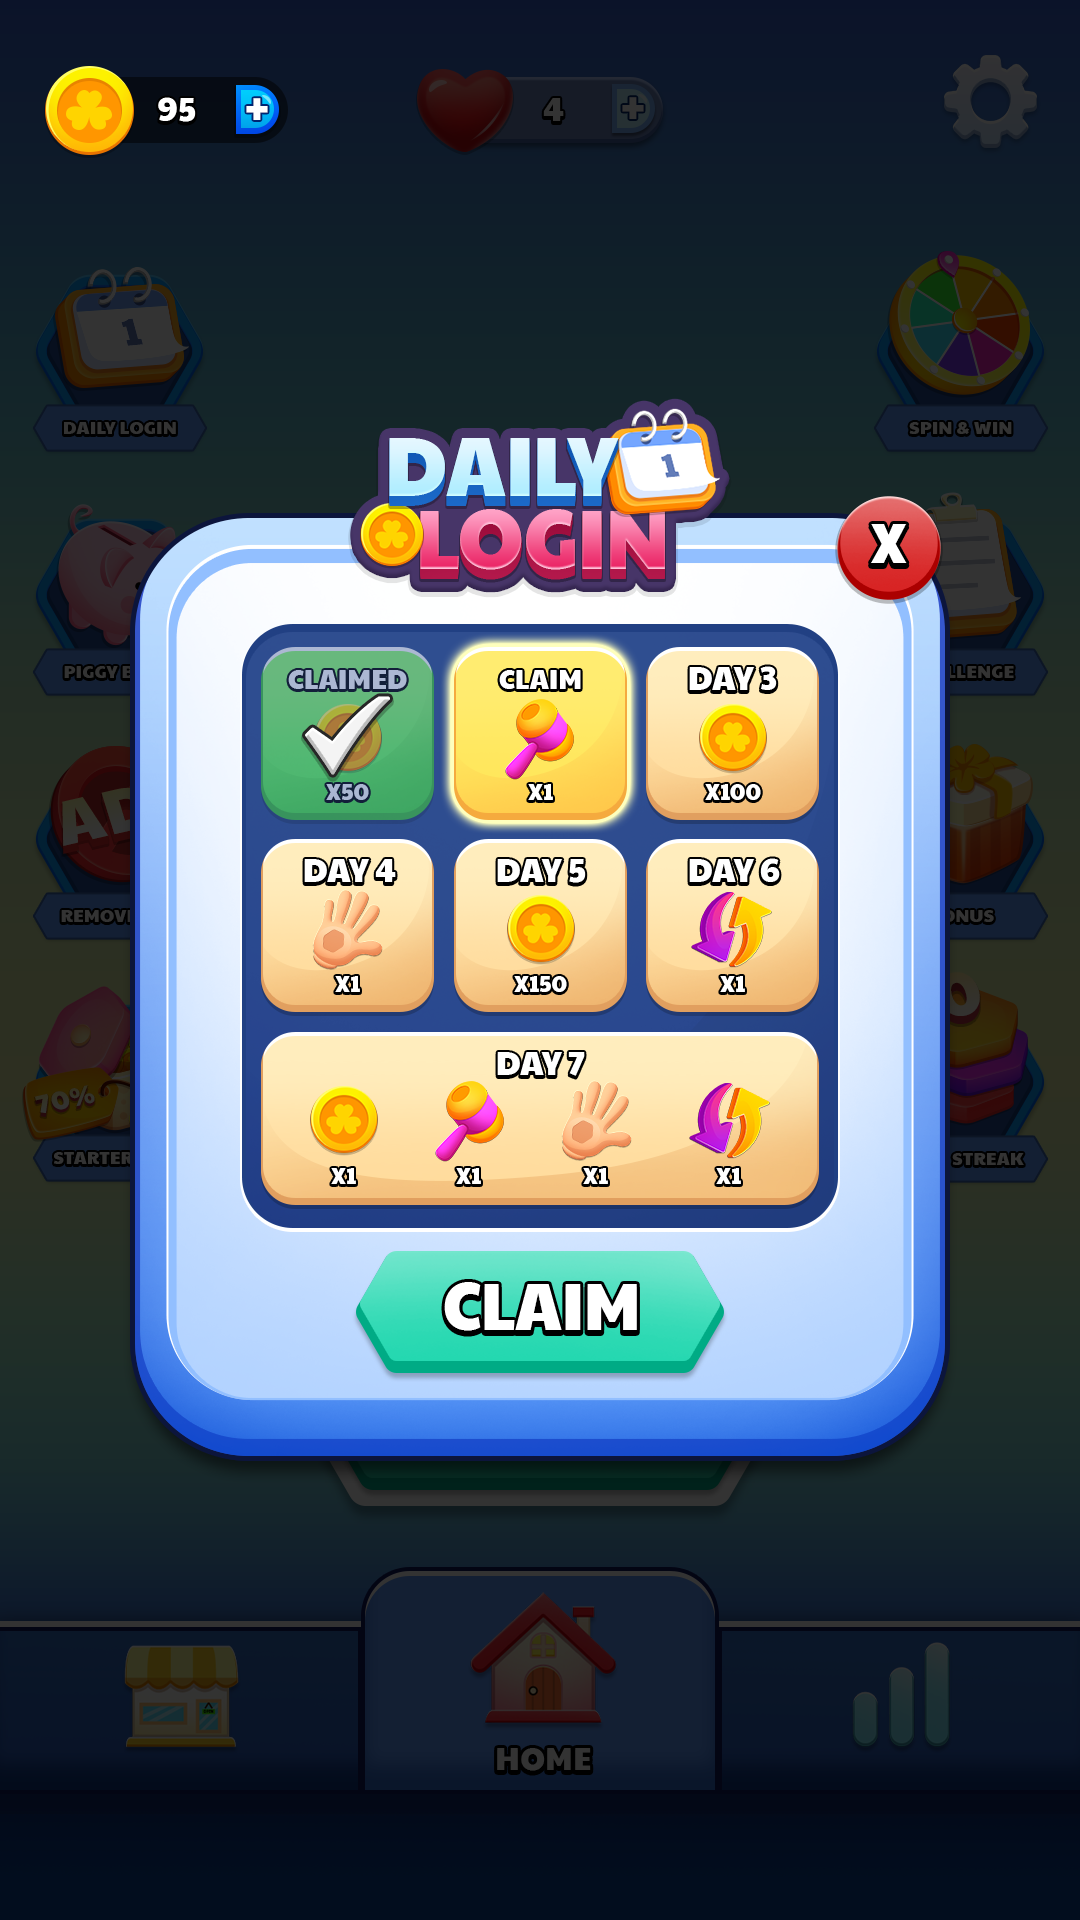 95
4
1
DAILY LOGIN
SPIN & WIN
DAILY
1
LOGIN
X
PIGGY
LLENGE
CLAIMED
X50
CLAIM
X1
DAY 3
X100
AD
REMOV
ONUS
DAY 4
X1
DAY 5
X150
DAY 6
X1
70%
STARTER
STREAK
DAY 7
X1
X1
X1
X1
CLAIM
HOME